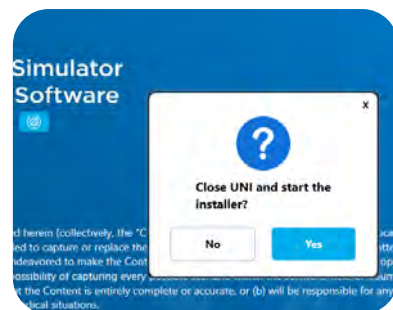 Simulator
Software
x
?
Close UNI and start the
installer?
No
Yes
d herein (collectively, the "C
led to capture or replace the
ndeavored to make the Cont
ossibility of capturing every
at the Content is entirely complete or accurate, or (b) will be responsible for any
dical situations.